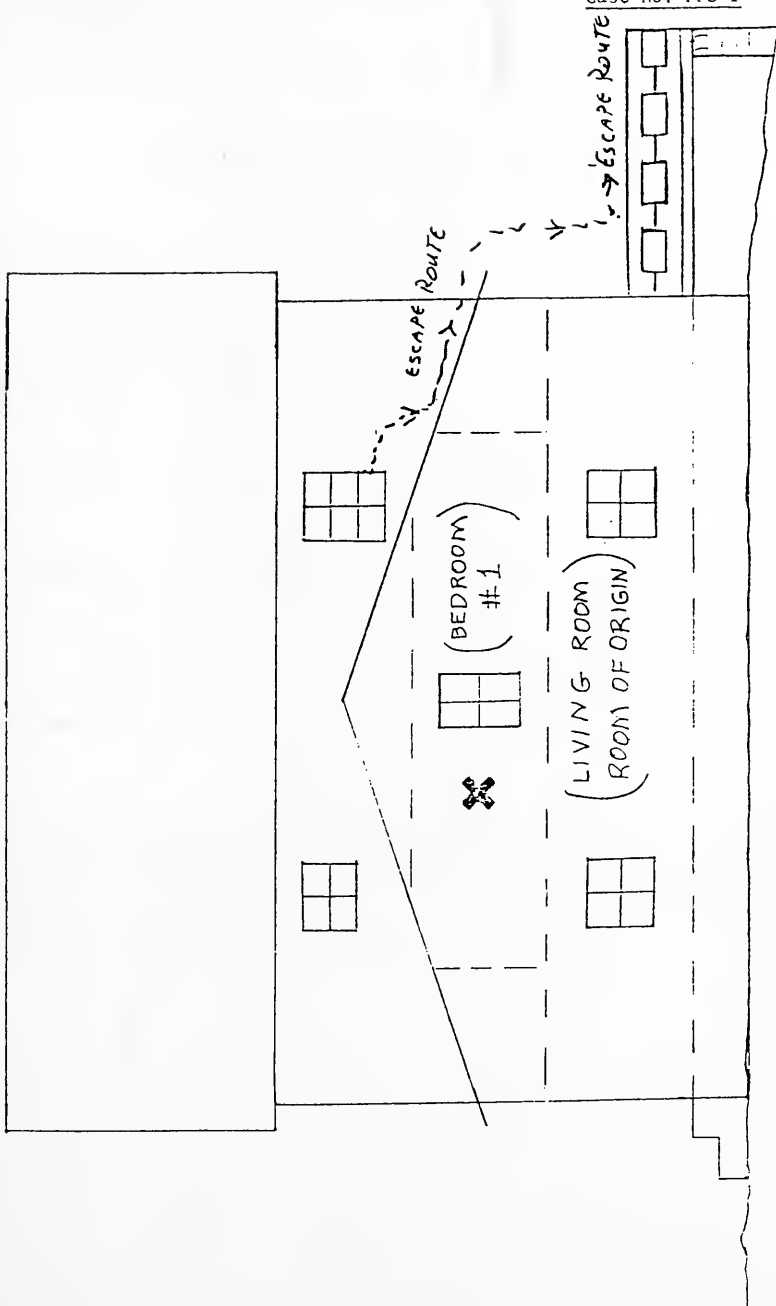 ESCAPE ROUTE
ESCAPE ROUTE
(BEDROOM
#1)
(LIVING ROOM
ROOM OF ORIGIN)